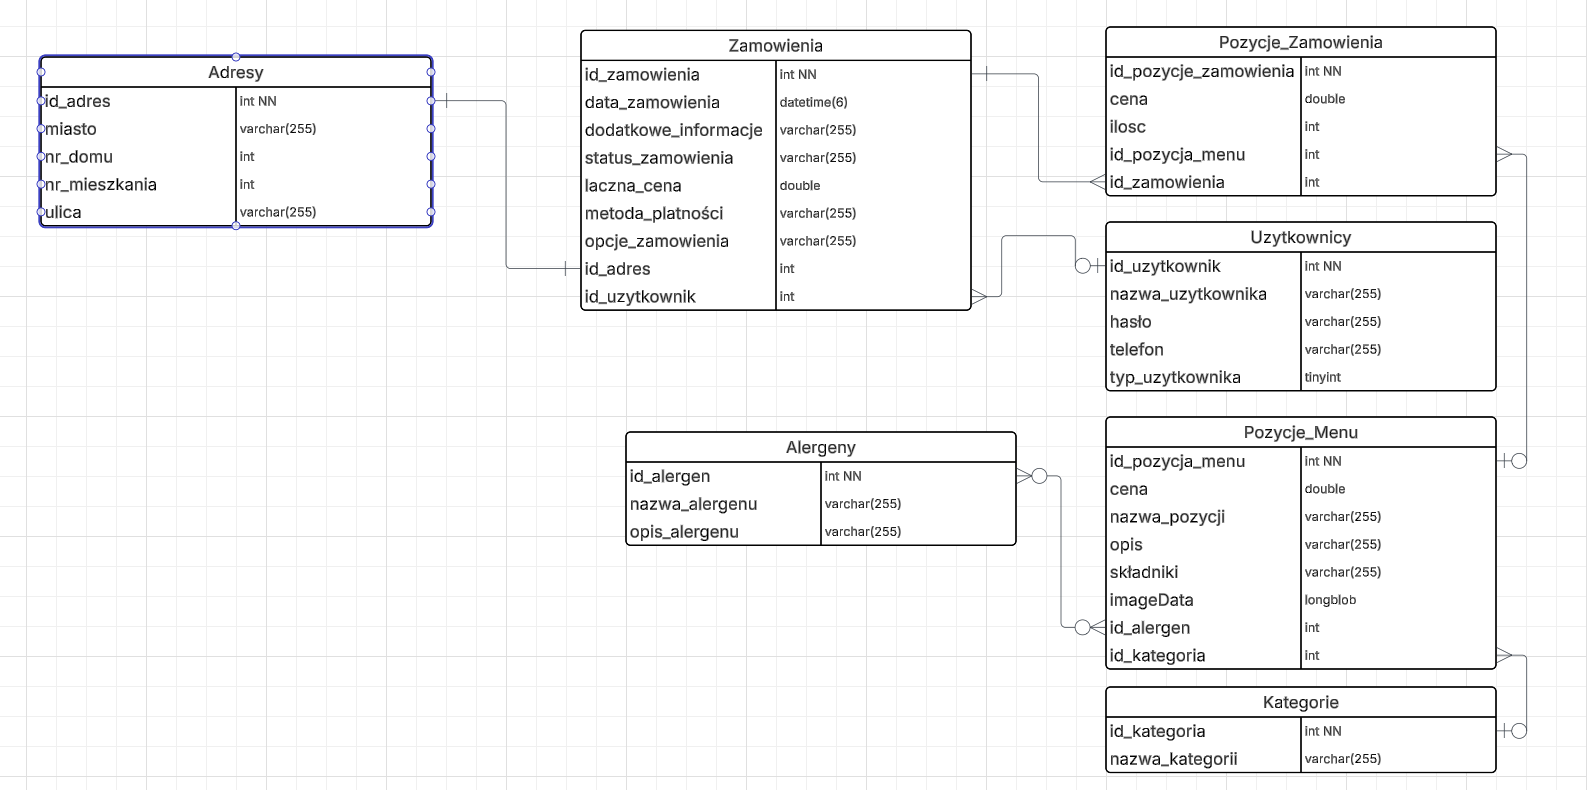 Adresy
id_adres int NN
miasto varchar(255)
nr_domu int
nr_mieszkania int
ulica varchar(255)
Zamowienia
id_zamowienia int NN
data_zamowienia datetime(6)
dodatkowe_informacje varchar(255)
status_zamowienia varchar(255)
laczna_cena double
metoda_platności varchar(255)
opcje_zamowienia varchar(255)
id_adres int
id_uzytkownik int
Pozycje_Zamowienia
id_pozycje_zamowienia int NN
cena double
ilosc int
id_pozycja_menu int
id_zamowienia int
Uzytkownicy
id_uzytkownik int NN
nazwa_uzytkownika varchar(255)
hasło varchar(255)
telefon varchar(255)
typ_uzytkownika tinyint
Alergeny
id_alergen int NN
nazwa_alergenu varchar(255)
opis_alergenu varchar(255)
Pozycje_Menu
id_pozycja_menu int NN
cena double
nazwa_pozycji varchar(255)
opis varchar(255)
składniki varchar(255)
imageData longblob
id_alergen int
id_kategoria int
Kategorie
id_kategoria int NN
nazwa_kategorii varchar(255)